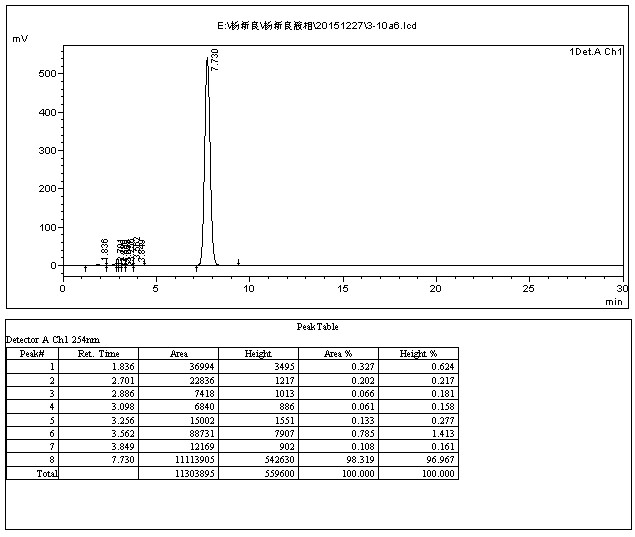 E:\杨新良\杨新良液相\20151227\3-10a6.lcd
mV
1Det.A Ch1
500
400
300
200
100
0
1.836
3.562
3.849
7.730
0 5 10 15 20 25 30
min
PeakTable
Detector A Ch1 254nm
Peak# Ret. Time Area Height Area % Height %
1 1.836 36994 3495 0.327 0.624
2 2.701 22836 1217 0.202 0.217
3 2.886 7418 1013 0.066 0.181
4 3.098 6840 886 0.061 0.158
5 3.256 15002 1551 0.133 0.277
6 3.562 88731 7907 0.785 1.413
7 3.849 12169 902 0.108 0.161
8 7.730 11113905 542630 98.319 96.967
Total 11303895 559600 100.000 100.000